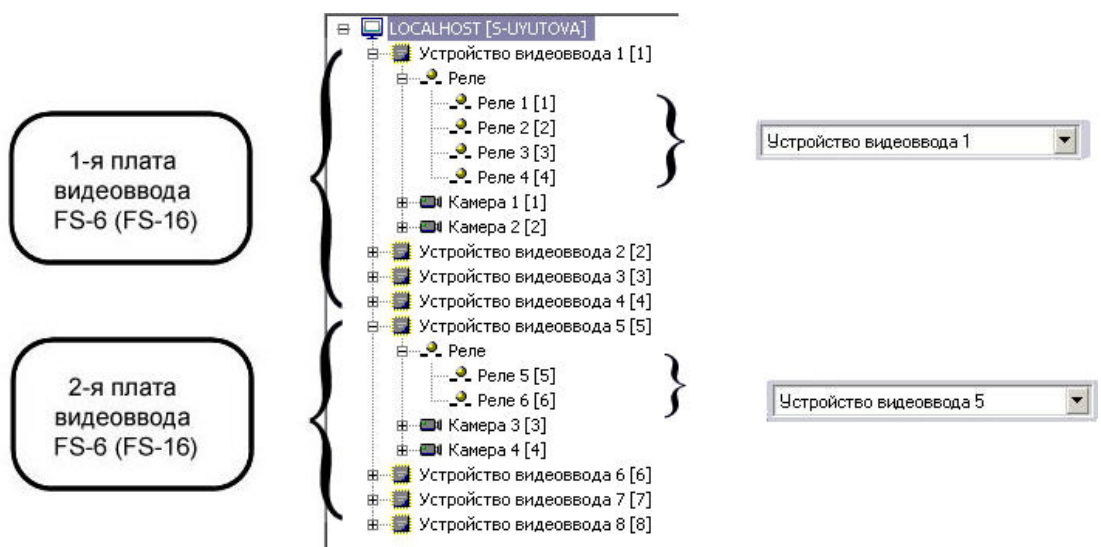 LOCALHOST [S-UYUTOVA]
Устройство видеоввода 1 [1]
Реле
Реле 1 [1]
Реле 2 [2]
Реле 3 [3]
Реле 4 [4]
Камера 1 [1]
Камера 2 [2]
Устройство видеоввода 2 [2]
Устройство видеоввода 3 [3]
Устройство видеоввода 4 [4]
Устройство видеоввода 5 [5]
Реле
Реле 5 [5]
Реле 6 [6]
Камера 3 [3]
Камера 4 [4]
Устройство видеоввода 6 [6]
Устройство видеоввода 7 [7]
Устройство видеоввода 8 [8]
1-я плата
видеоввода
FS-6 (FS-16)
2-я плата
видеоввода
FS-6 (FS-16)
Устройство видеоввода 1
Устройство видеоввода 5